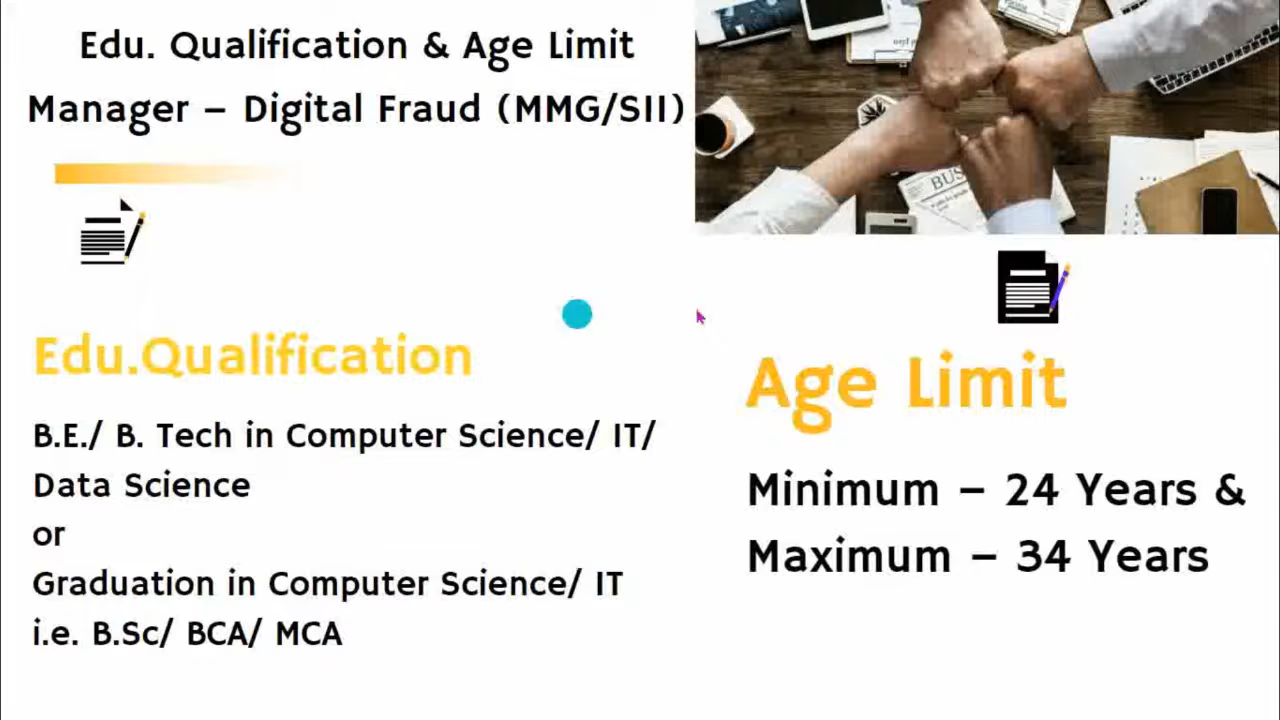 Edu. Qualification & Age Limit
Manager – Digital Fraud (MMG/SII)
Edu.Qualification
B.E./ B. Tech in Computer Science/ IT/
Data Science
or
Graduation in Computer Science/ IT
i.e. B.Sc/ BCA/ MCA
Age Limit
Minimum – 24 Years &
Maximum – 34 Years